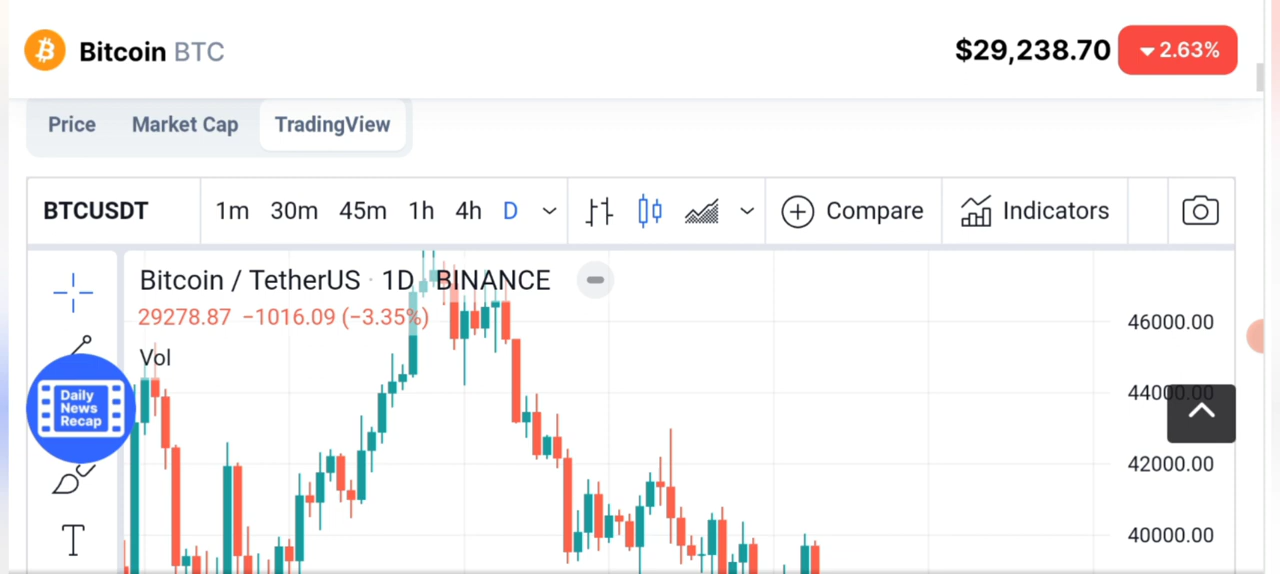 Bitcoin BTC
$29,238.70 2.63%
Price Market Cap TradingView
BTCUSDT 1m 30m 45m 1h 4h D Compare Indicators
Bitcoin / TetherUS · 1D BINANCE
29278.87 −1016.09 (−3.35%)
Vol
46000.00
44000.00
42000.00
40000.00
Daily
News
Recap
T